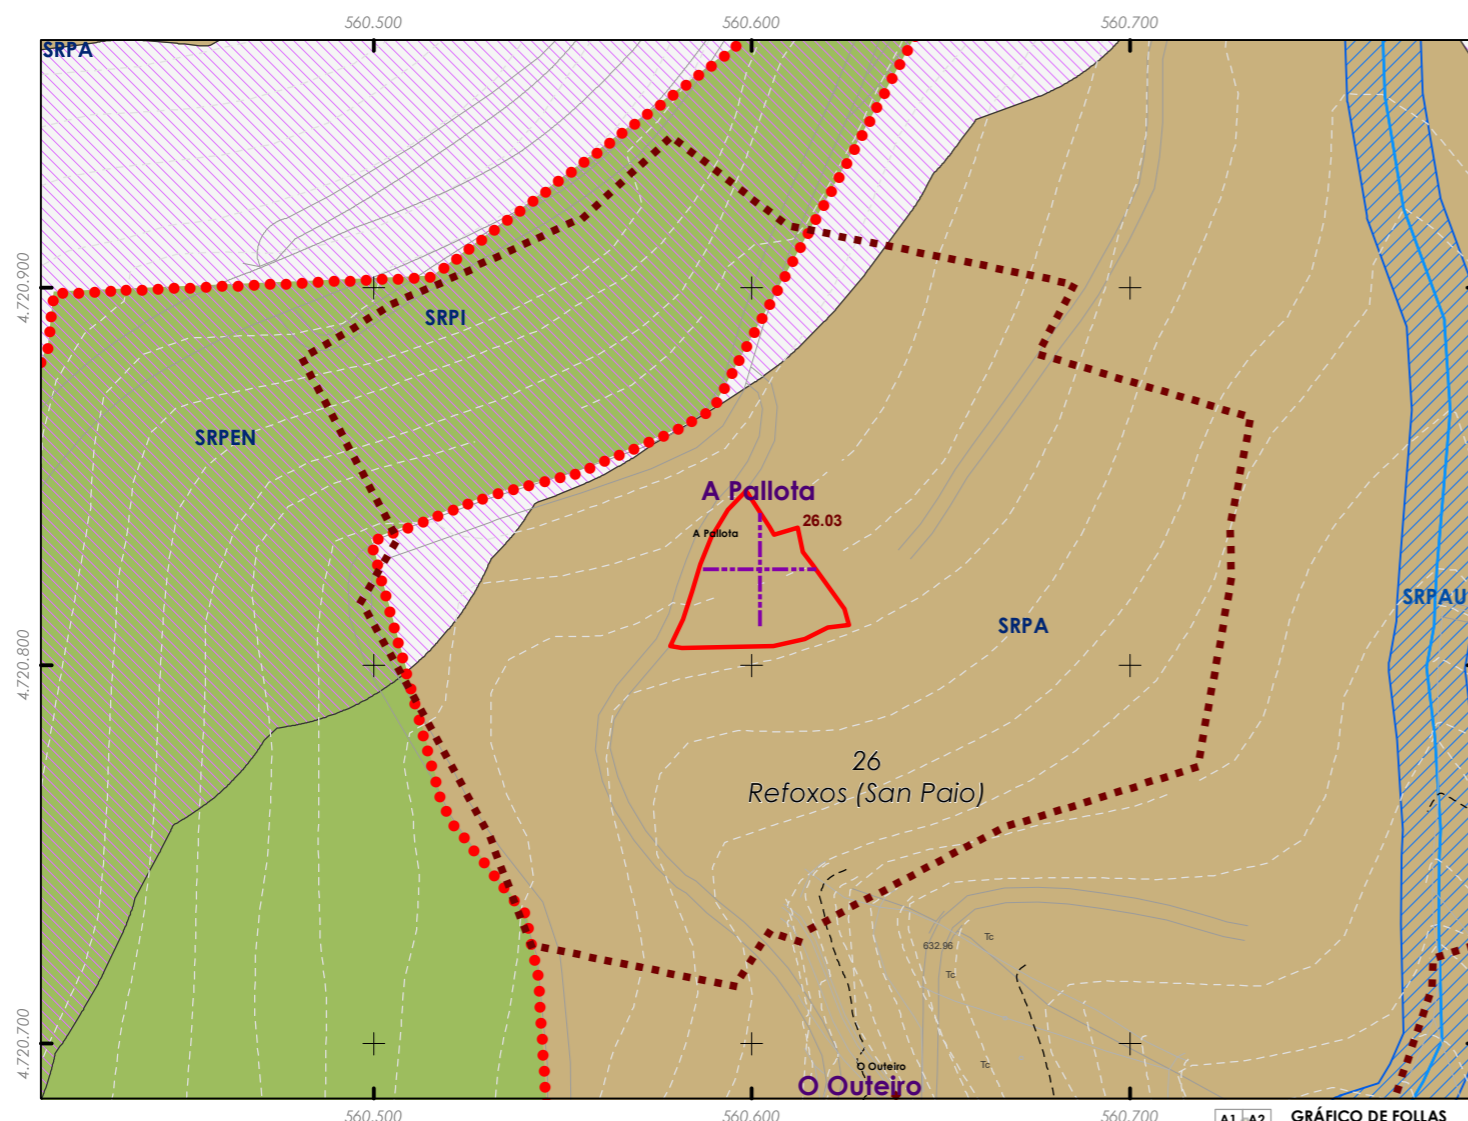 560.500 560.600 560.700
SRPA
4.720.900
SRPI
SRPEN
A Pallota
26.03
A Pallota
SRPAU
SRPA
4.720.800
26
Refoxos (San Paio)
Tc
632.96
Tc
4.720.700
O Outeiro
Tc
O Outeiro
560.500 560.600 560.700
A1 A2 GRÁFICO DE FOLLAS